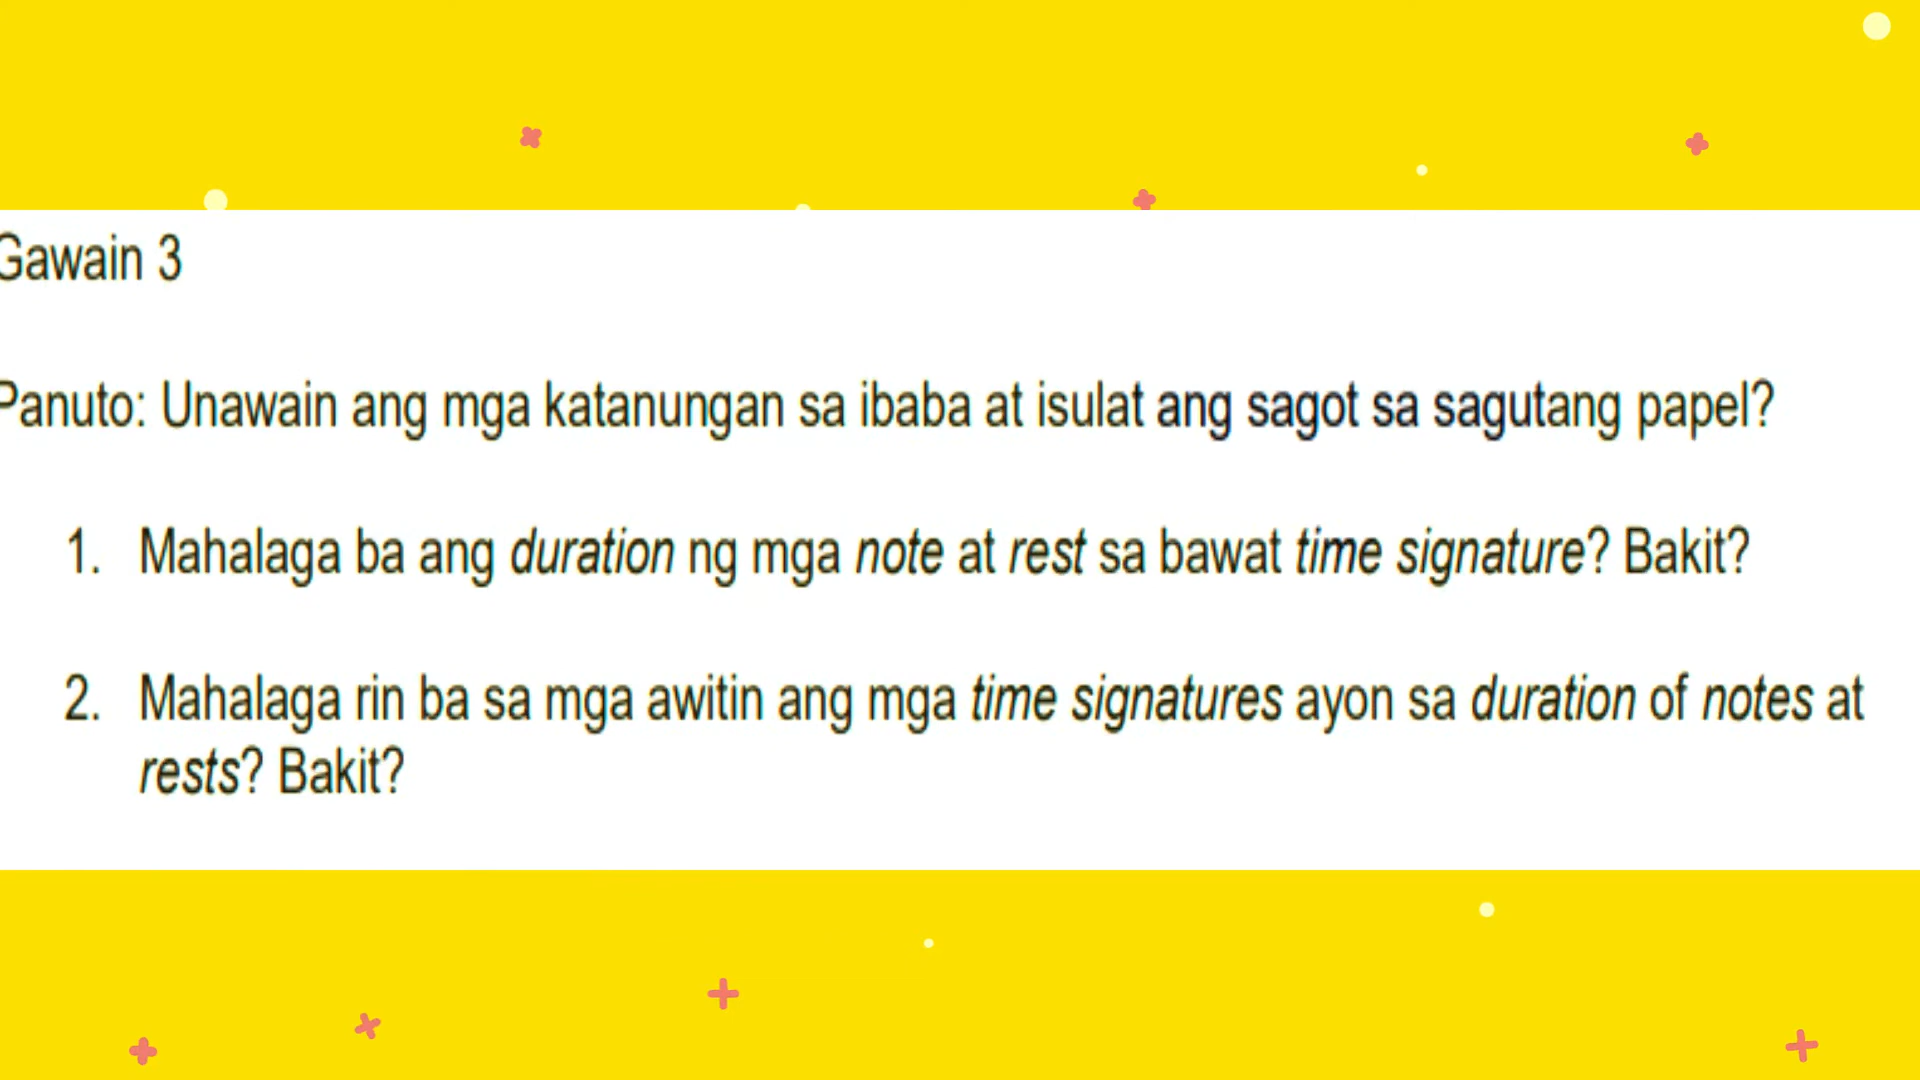 Gawain 3
Panuto: Unawain ang mga katanungan sa ibaba at isulat ang sagot sa sagutang papel?
1. Mahalaga ba ang duration ng mga note at rest sa bawat time signature? Bakit?
2. Mahalaga rin ba sa mga awitin ang mga time signatures ayon sa duration of notes at
rests? Bakit?